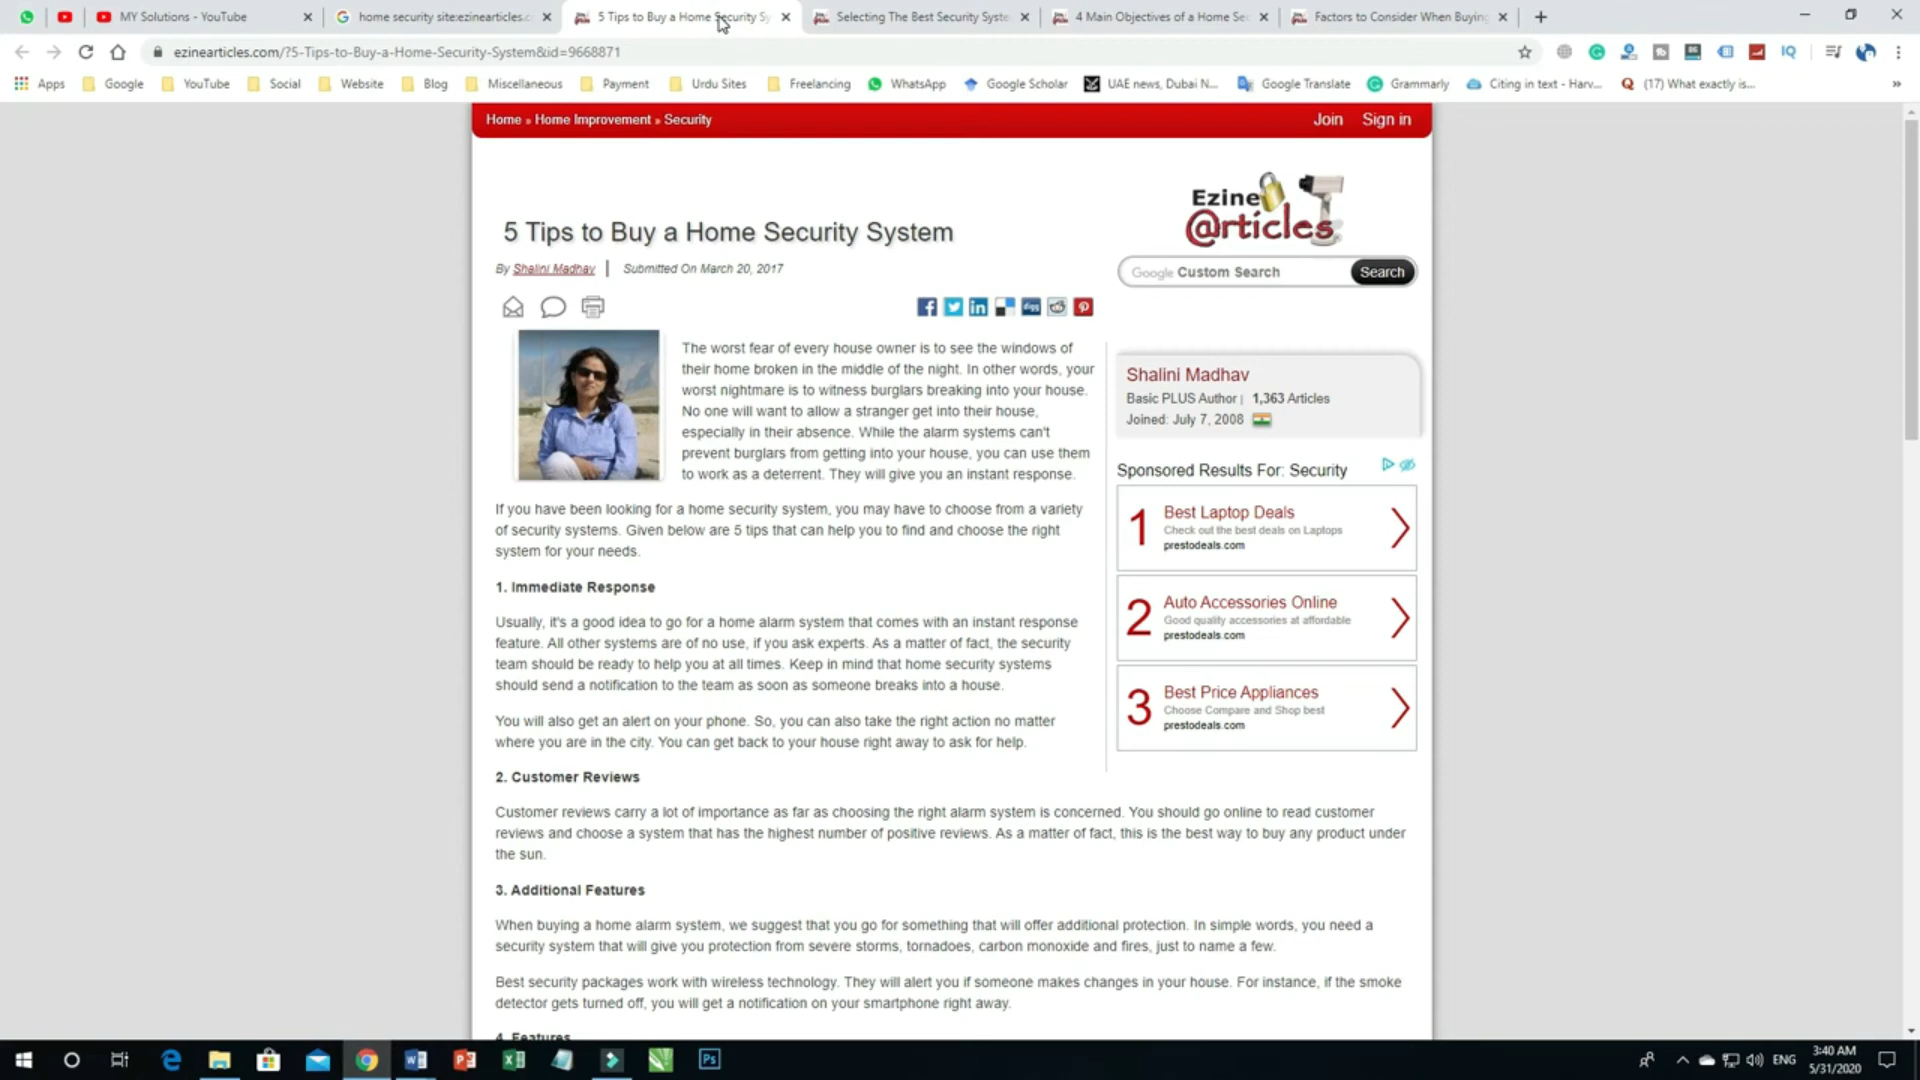 MY Solutions - YouTube
home security site:ezinearticles.c
5 Tips to Buy a Home Security Sy
Selecting The Best Security Syste
4 Main Objectives of a Home Sec
Factors to Consider When Buying
ezinearticles.com/?5-Tips-to-Buy-a-Home-Security-System&id=9668871
Apps Google YouTube Social Website Blog Miscellaneous Payment Urdu Sites Freelancing WhatsApp Google Scholar UAE news, Dubai N... Google Translate Grammarly Citing in text - Harv... (17) What exactly is...
Home » Home Improvement » Security
Join Sign in
Ezine
@rticles
5 Tips to Buy a Home Security System
By Shalini Madhav | Submitted On March 20, 2017
Google Custom Search Search
The worst fear of every house owner is to see the windows of
their home broken in the middle of the night. In other words, your
worst nightmare is to witness burglars breaking into your house.
No one will want to allow a stranger get into their house,
especially in their absence. While the alarm systems can't
prevent burglars from getting into your house, you can use them
to work as a deterrent. They will give you an instant response.
If you have been looking for a home security system, you may have to choose from a variety
of security systems. Given below are 5 tips that can help you to find and choose the right
system for your needs.
1. Immediate Response
Usually, it's a good idea to go for a home alarm system that comes with an instant response
feature. All other systems are of no use, if you ask experts. As a matter of fact, the security
team should be ready to help you at all times. Keep in mind that home security systems
should send a notification to the team as soon as someone breaks into a house.
You will also get an alert on your phone. So, you can also take the right action no matter
where you are in the city. You can get back to your house right away to ask for help.
2. Customer Reviews
Customer reviews carry a lot of importance as far as choosing the right alarm system is concerned. You should go online to read customer
reviews and choose a system that has the highest number of positive reviews. As a matter of fact, this is the best way to buy any product under
the sun.
3. Additional Features
When buying a home alarm system, we suggest that you go for something that will offer additional protection. In simple words, you need a
security system that will give you protection from severe storms, tornadoes, carbon monoxide and fires, just to name a few.
Best security packages work with wireless technology. They will alert you if someone makes changes in your house. For instance, if the smoke
detector gets turned off, you will get a notification on your smartphone right away.
4. Features
Shalini Madhav
Basic PLUS Author | 1,363 Articles
Joined: July 7, 2008
Sponsored Results For: Security
1 Best Laptop Deals
Check out the best deals on Laptops
prestodeals.com
2 Auto Accessories Online
Good quality accessories at affordable
prestodeals.com
3 Best Price Appliances
Choose Compare and Shop best
prestodeals.com
ENG
3:40 AM
5/31/2020